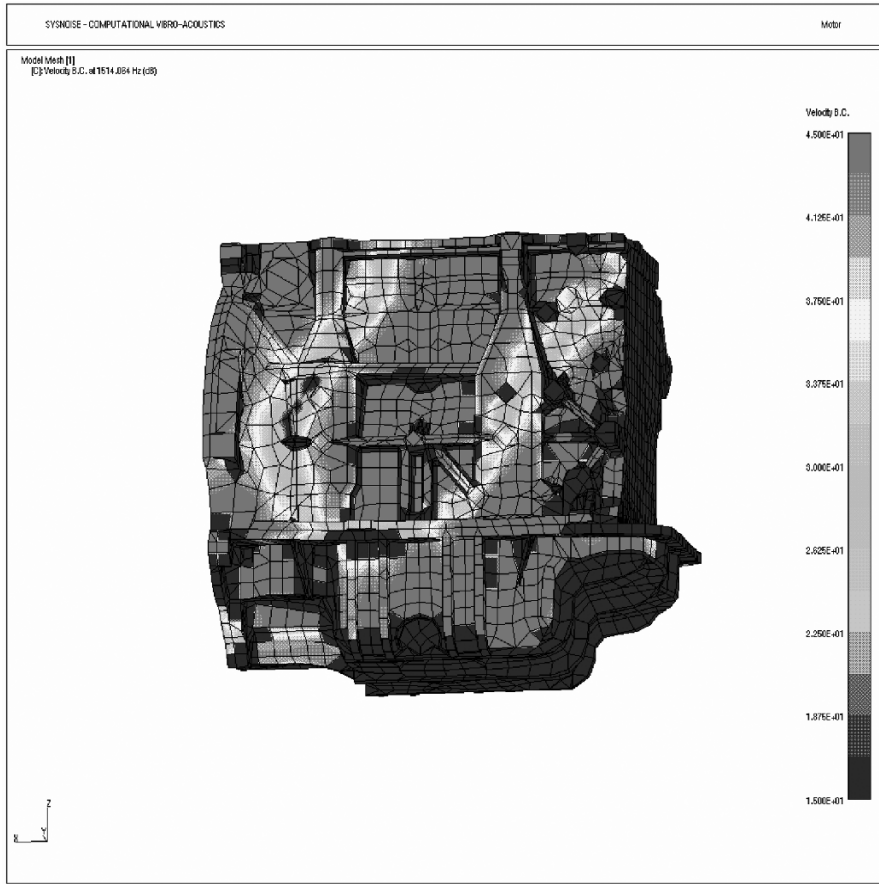 SYSNOISE - COMPUTATIONAL VIBRO-ACOUSTICS
Motor
Model Mesh [1]
[C]: Velocity B.C. at 1514.064 Hz (dB)
Velocity B.C.
4.500E+01
4.125E+01
3.750E+01
3.375E+01
3.000E+01
2.625E+01
2.250E+01
1.875E+01
1.500E+01
Z
Y
X